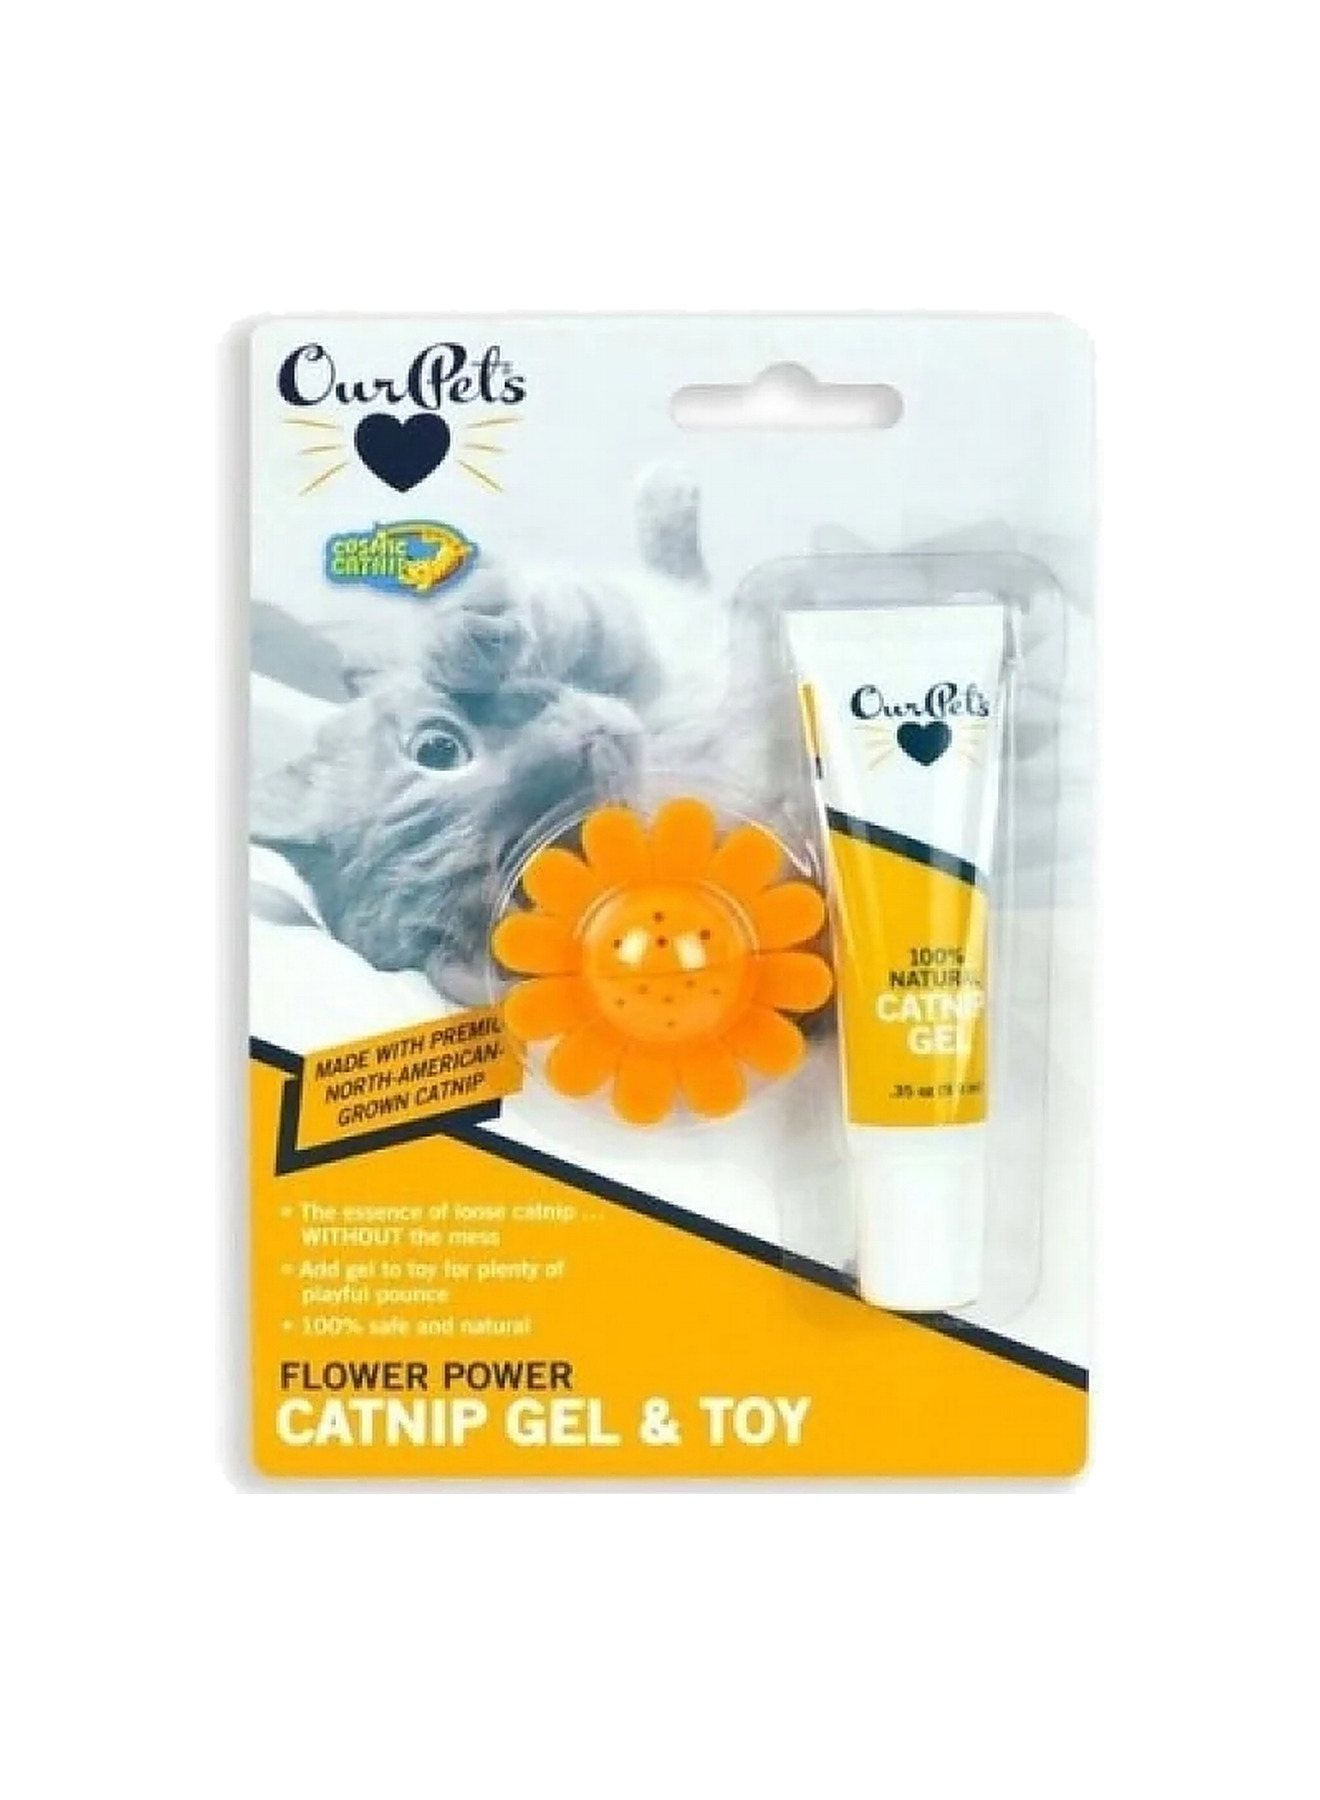 OurPet's
COSMIC
CATNIP
OurPet's
100%
NATURAL
CATNIP
GEL
.35 oz
MADE WITH
NORTH-AMERICAN-
GROWN CATNIP
• The essence of loose catnip ...
WITHOUT the mess
• Add gel to toy for plenty of
playful pounce
• 100% safe and natural
FLOWER POWER
CATNIP GEL & TOY